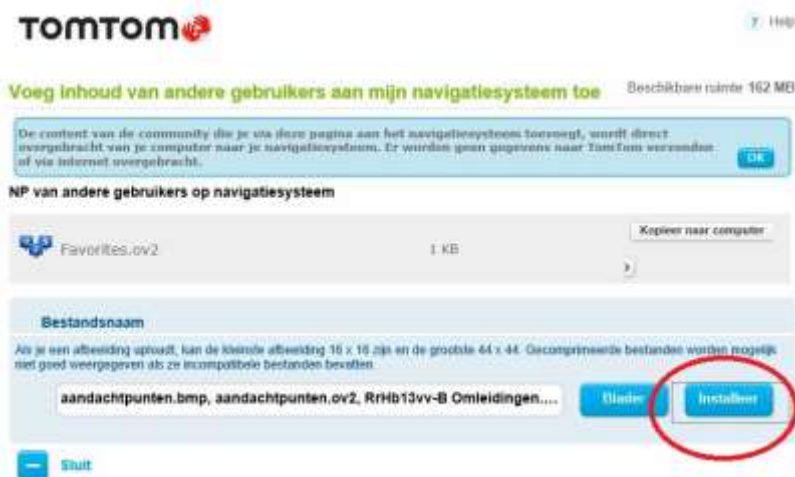 TOMTOM
? Help
Voeg inhoud van andere gebruikers aan mijn navigatiesysteem toe
Beschikbare ruimte 162 MB
De content van de community die je via deze pagina aan het navigatiesysteem toevoegt, wordt direct
overgebracht van je computer naar je navigatiesysteem. Er worden geen gegevens naar TomTom verzonden
of via internet overgebracht.
OK
NP van andere gebruikers op navigatiesysteem
Favorites.ov2
1 KB
Kopieer naar computer
Bestandsnaam
Als je een afbeelding uploadt, kan de kleinste afbeelding 16 x 16 zijn en de grootste 44 x 44. Gecomprimeerde bestanden worden mogelijk
niet goed weergegeven als ze incompatibele bestanden bevatten.
aandachtpunten.bmp, aandachtpunten.ov2, RrHb13vv-B Omleidingen....
Blader
Installeer
Sluit